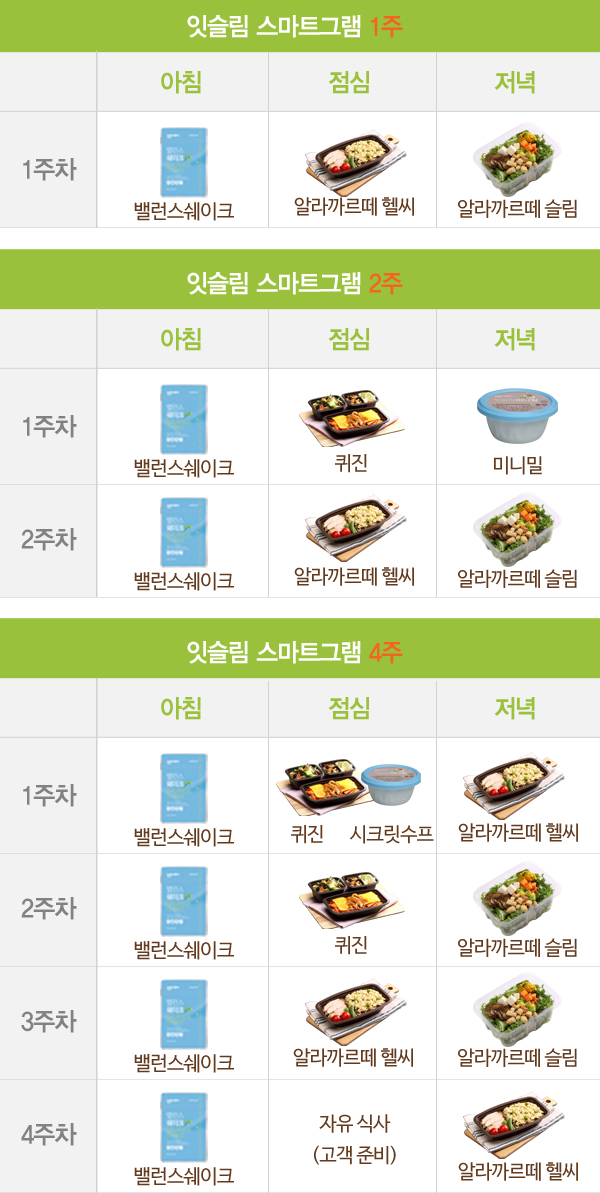 잇슬림 스마트그램 1주
아침 점심 저녁
1주차
밸런스쉐이크 알라까르떼 헬씨 알라까르떼 슬림
잇슬림 스마트그램 2주
아침 점심 저녁
1주차
밸런스쉐이크 퀴진 미니밀
2주차
밸런스쉐이크 알라까르떼 헬씨 알라까르떼 슬림
잇슬림 스마트그램 4주
아침 점심 저녁
1주차
밸런스쉐이크 퀴진 시크릿수프 알라까르떼 헬씨
2주차
밸런스쉐이크 퀴진 알라까르떼 슬림
3주차
밸런스쉐이크 알라까르떼 헬씨 알라까르떼 슬림
4주차
밸런스쉐이크 자유 식사
(고객 준비) 알라까르떼 헬씨